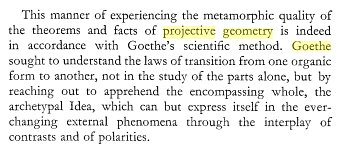 This manner of experiencing the metamorphic quality of
the theorems and facts of projective geometry is indeed
in accordance with Goethe's scientific method. Goethe
sought to understand the laws of transition from one organic
form to another, not in the study of the parts alone, but by
reaching out to apprehend the encompassing whole, the
archetypal Idea, which can but express itself in the ever-
changing external phenomena through the interplay of
contrasts and of polarities.